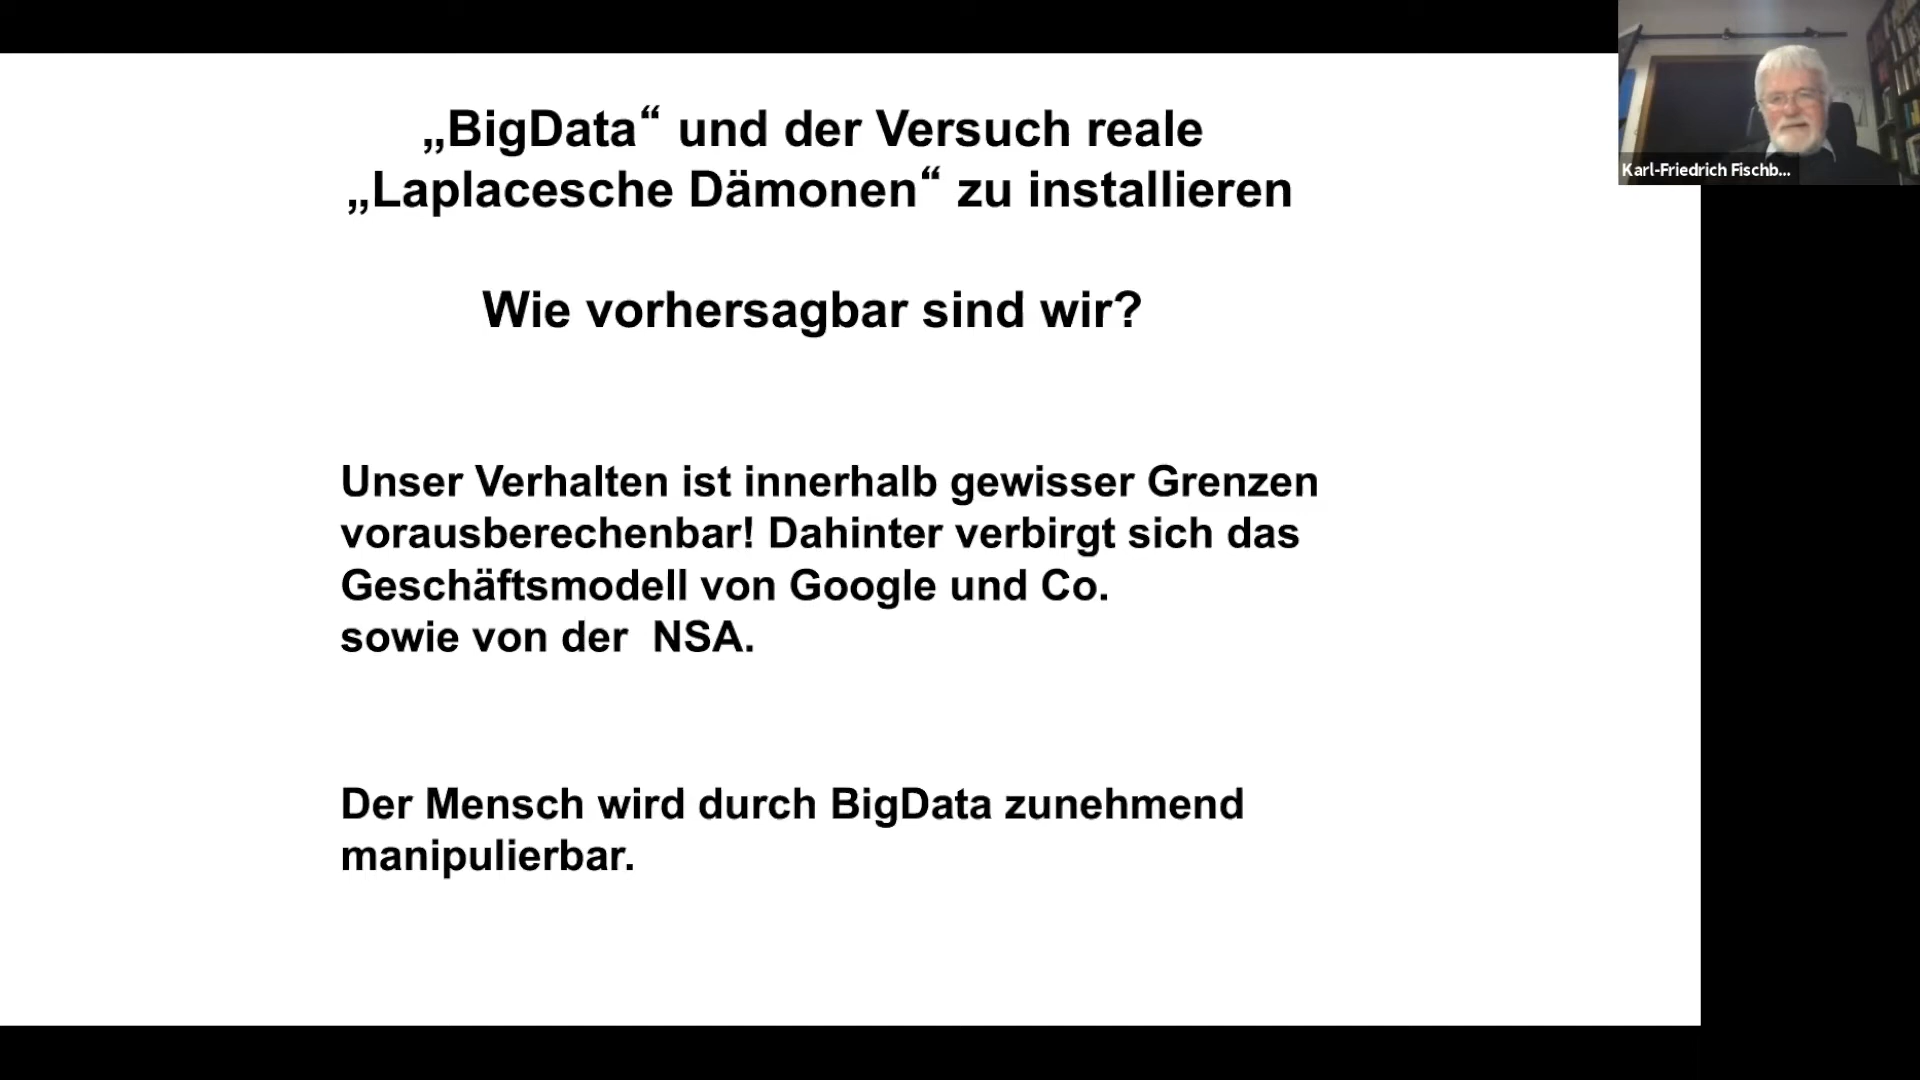 „BigData“ und der Versuch reale
„Laplacesche Dämonen“ zu installieren
Wie vorhersagbar sind wir?
Unser Verhalten ist innerhalb gewisser Grenzen
vorausberechenbar! Dahinter verbirgt sich das
Geschäftsmodell von Google und Co.
sowie von der  NSA.
Der Mensch wird durch BigData zunehmend
manipulierbar.
Karl-Friedrich Fischb...